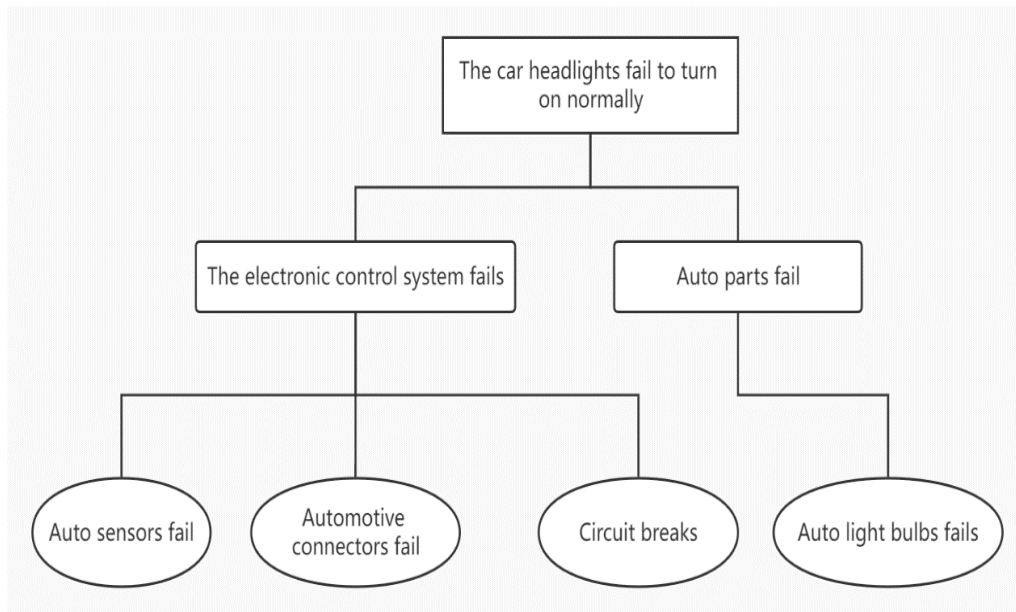 The car headlights fail to turn
on normally
The electronic control system fails
Auto parts fail
Auto sensors fail
Automotive
connectors fail
Circuit breaks
Auto light bulbs fails